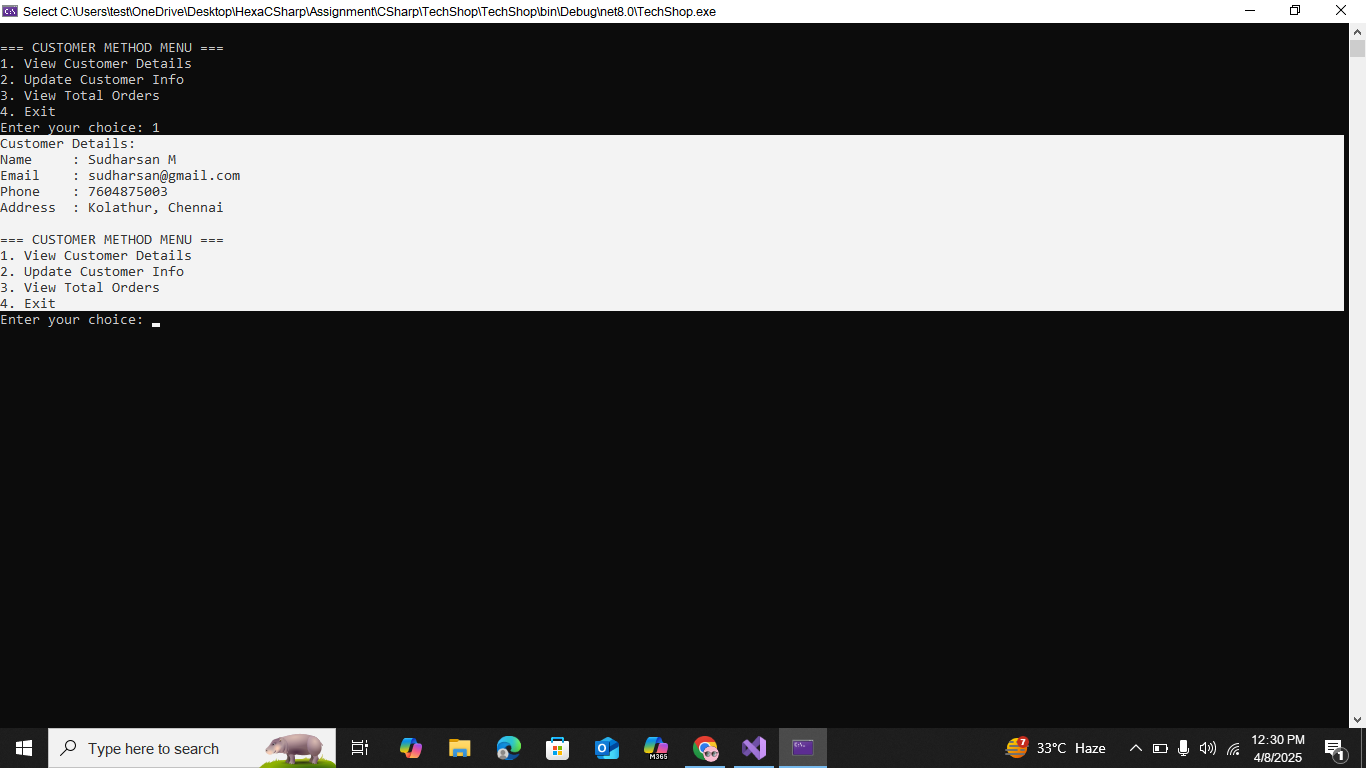 Select C:\Users\test\OneDrive\Desktop\HexaCSharp\Assignment\CSharp\TechShop\TechShop\bin\Debug\net8.0\TechShop.exe
=== CUSTOMER METHOD MENU ===
1. View Customer Details
2. Update Customer Info
3. View Total Orders
4. Exit
Enter your choice: 1
Customer Details:
Name     : Sudharsan M
Email    : sudharsan@gmail.com
Phone    : 7604875003
Address  : Kolathur, Chennai
=== CUSTOMER METHOD MENU ===
1. View Customer Details
2. Update Customer Info
3. View Total Orders
4. Exit
Enter your choice:
Type here to search
M365
7
33°C Haze
12:30 PM
4/8/2025
1